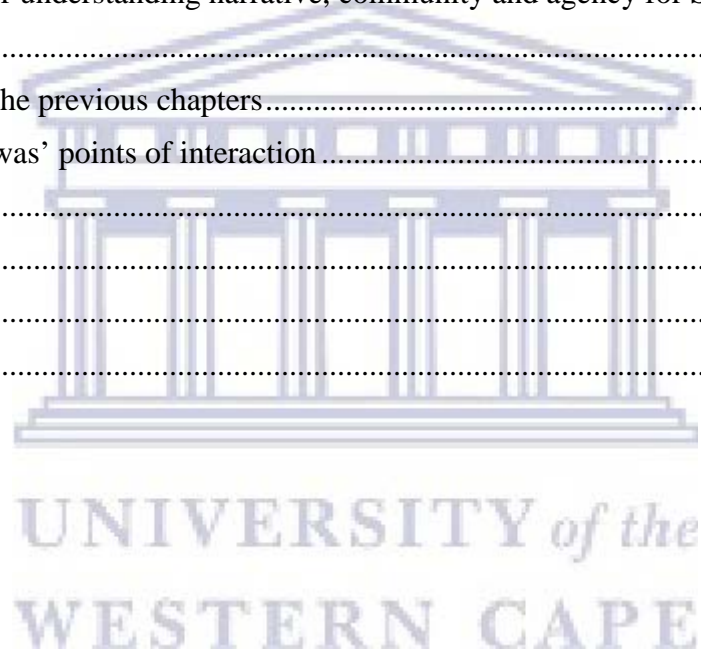 understanding narrative, community and agency for
....................................................................................................
he previous chapters....................................................................
was’ points of interaction............................................................
....................................................................................................
....................................................................................................
....................................................................................................
....................................................................................................
UNIVERSITY of the
WESTERN CAPE